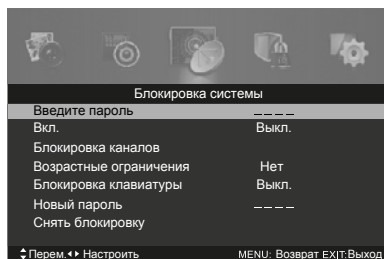 Блокировка системы
Введите пароль _ _ _ _
Вкл. Выкл.
Блокировка каналов
Возрастные ограничения Нет
Блокировка клавиатуры Выкл.
Новый пароль _ _ _ _
Снять блокировку
Перем. Настроить MENU: Возврат EXIT:Выход